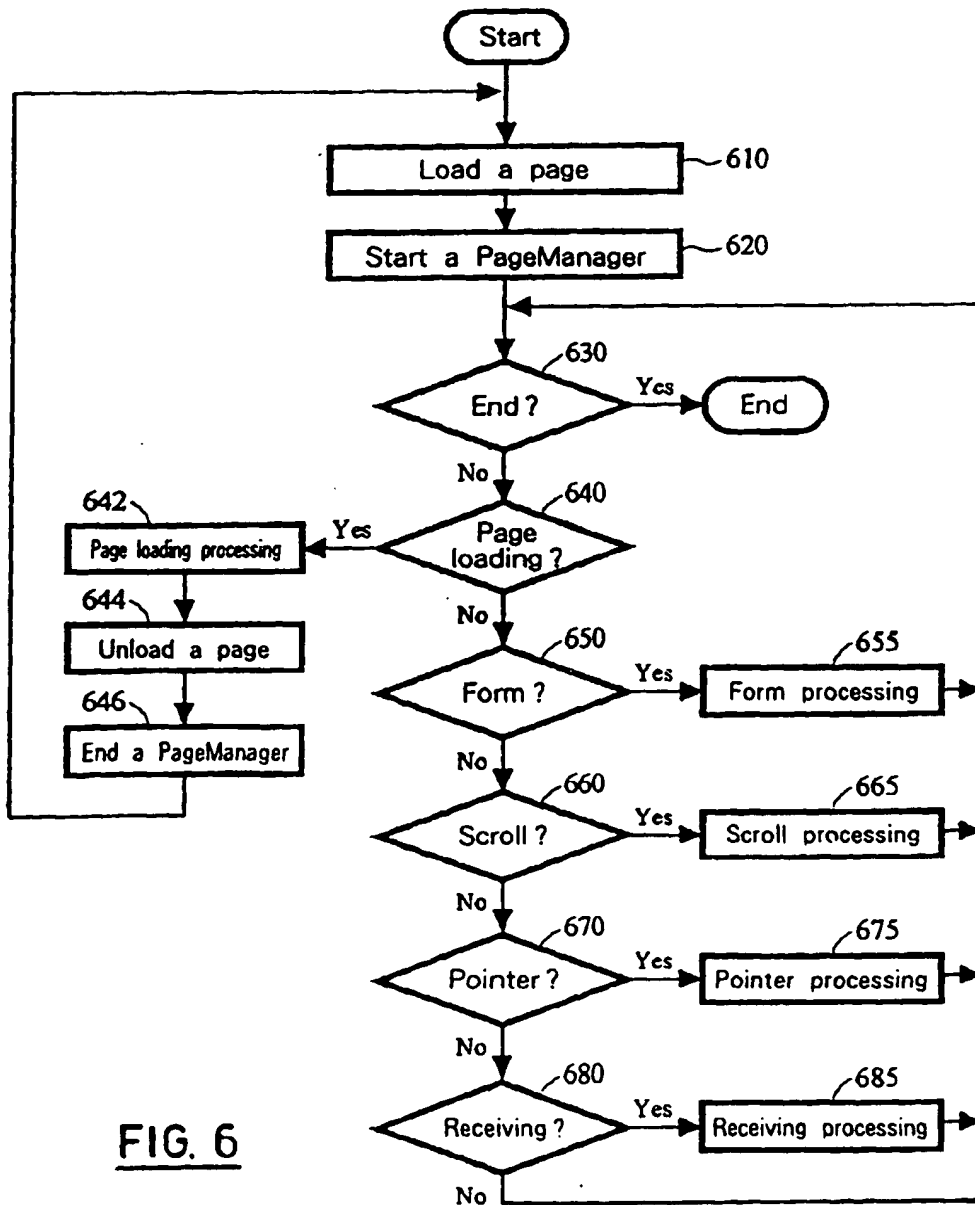 Start
Load a page
610
Start a PageManager
620
630
End ?
Yes
End
No
640
Page
loading ?
Yes
642
Page loading processing
644
Unload a page
646
End a PageManager
No
650
Form ?
Yes
655
Form processing
No
660
Scroll ?
Yes
665
Scroll processing
No
670
Pointer ?
Yes
675
Pointer processing
No
680
Receiving ?
Yes
685
Receiving processing
No
FIG. 6